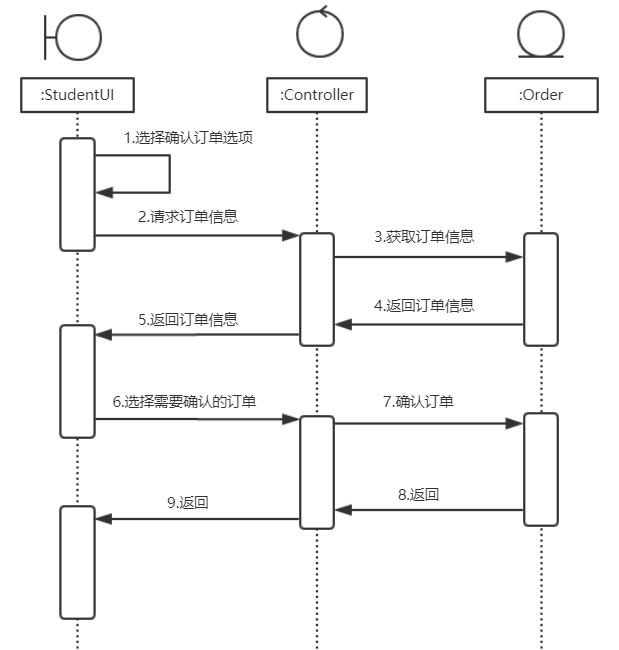 :StudentUI
:Controller
:Order
1.选择确认订单选项
2.请求订单信息
3.获取订单信息
4.返回订单信息
5.返回订单信息
6.选择需要确认的订单
7.确认订单
8.返回
9.返回